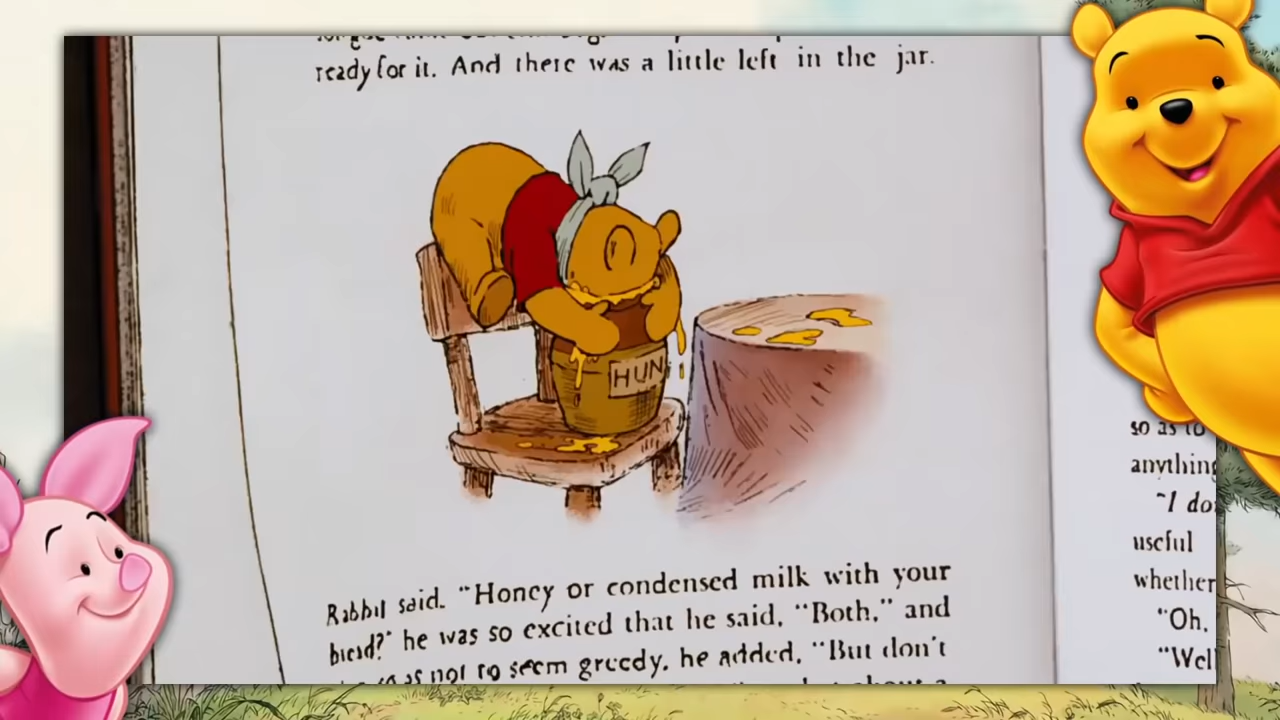 ready for it. And there was a little left in the jar.
HUN
Rabbit said. "Honey or condensed milk with your
bread?" he was so excited that he said, "Both," and
so as not to seem greedy, he added, "But don't
about a
so as to
anything
"I do
useful
whether
"Oh,
"Wel